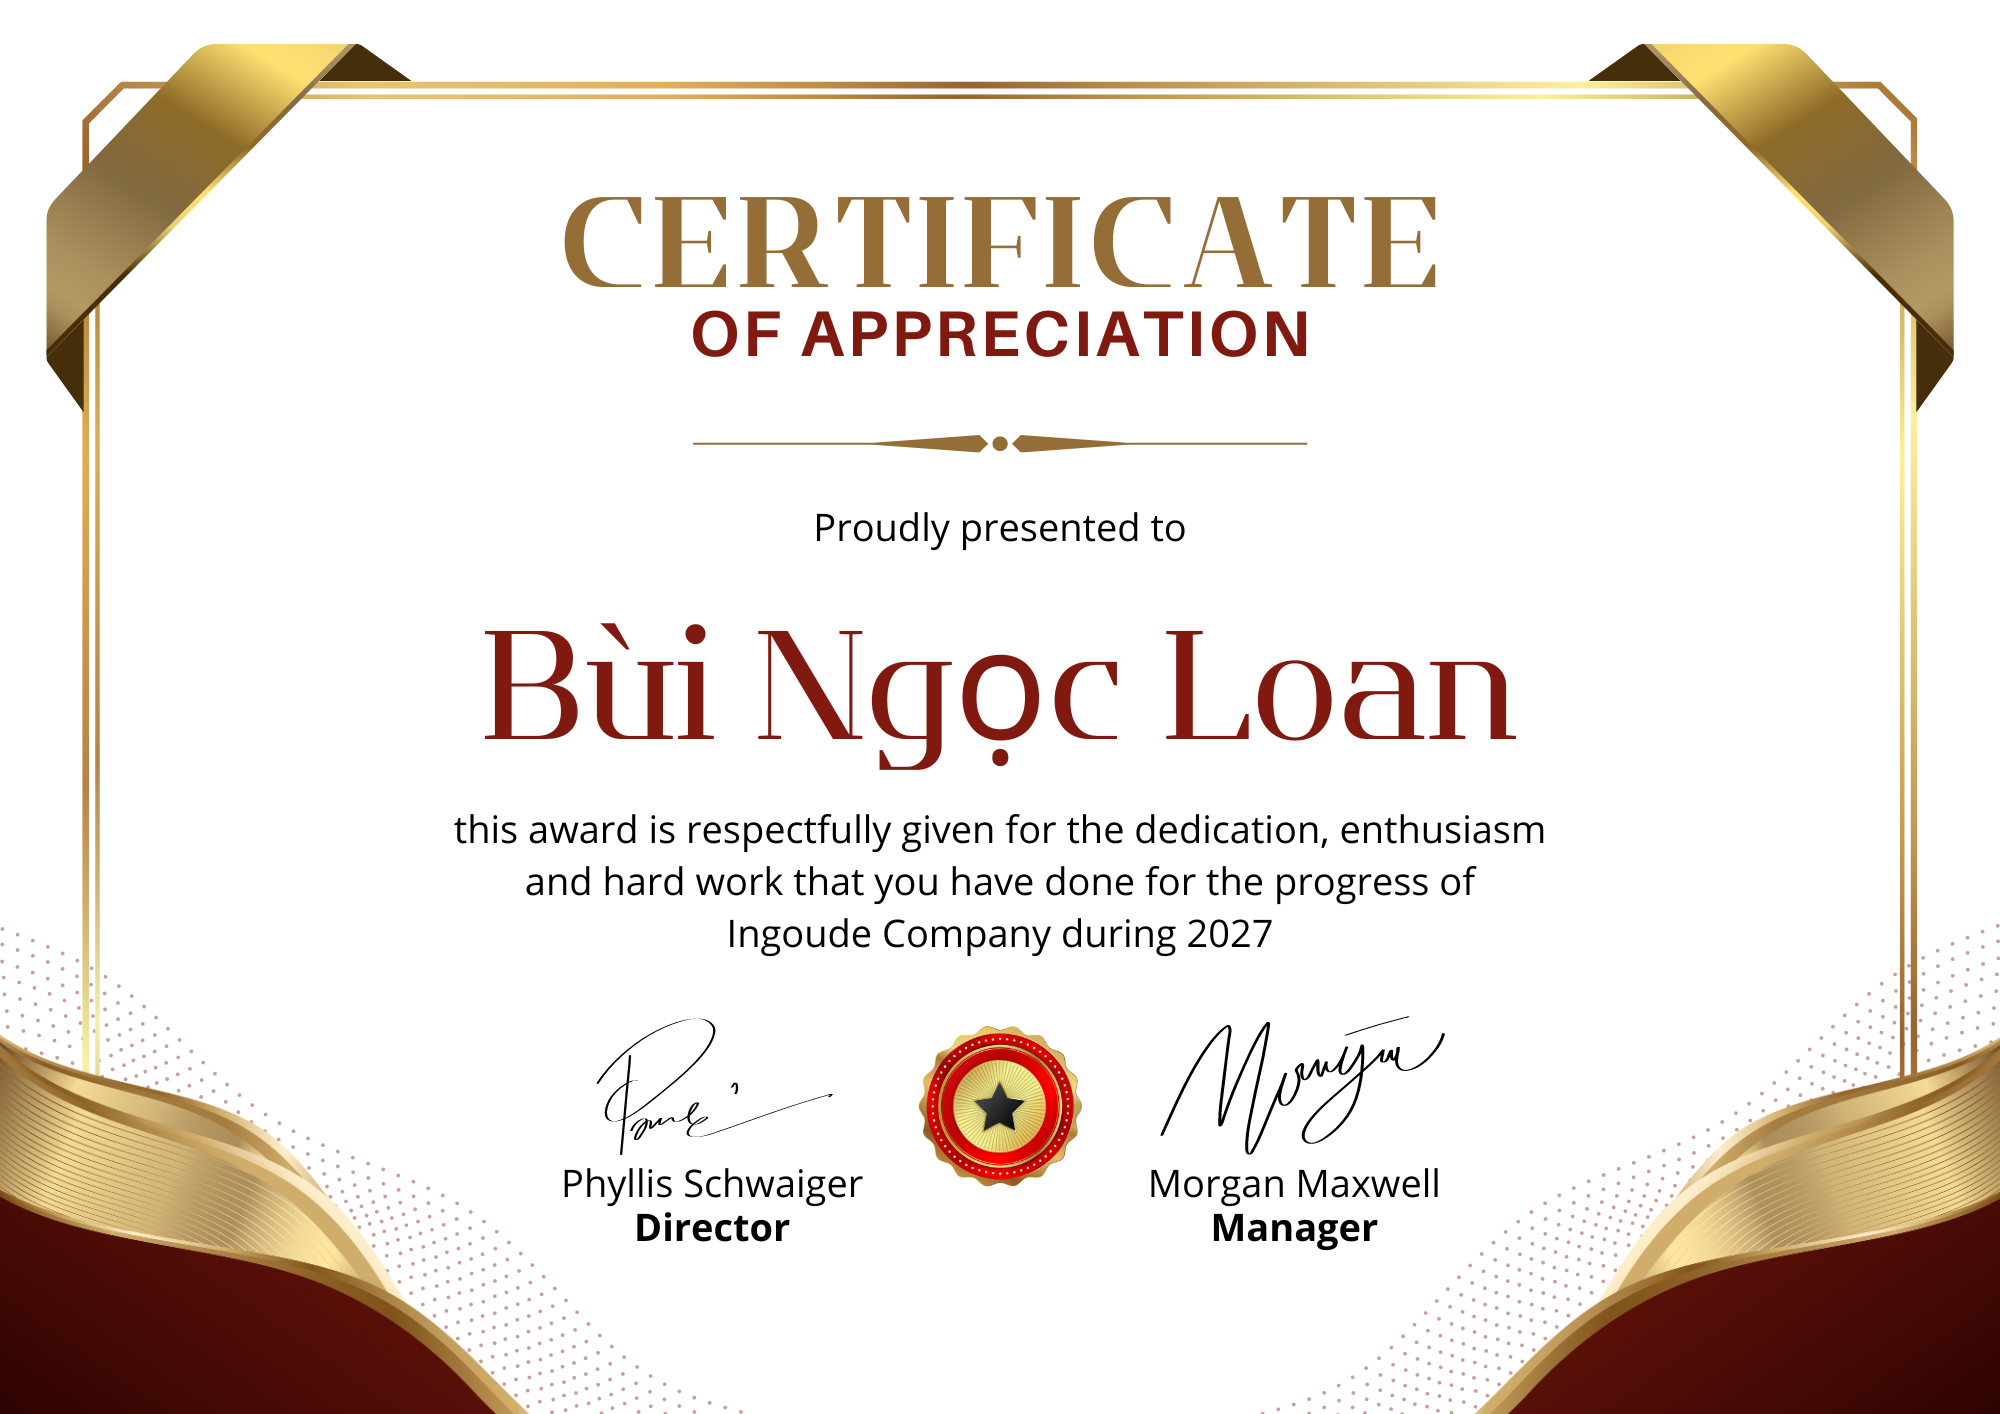 CERTIFICATE
OF APPRECIATION
Proudly presented to
Bùi Ngọc Loan
this award is respectfully given for the dedication, enthusiasm
and hard work that you have done for the progress of
Ingoude Company during 2027
Phyllis Schwaiger
Director
Morgan Maxwell
Manager